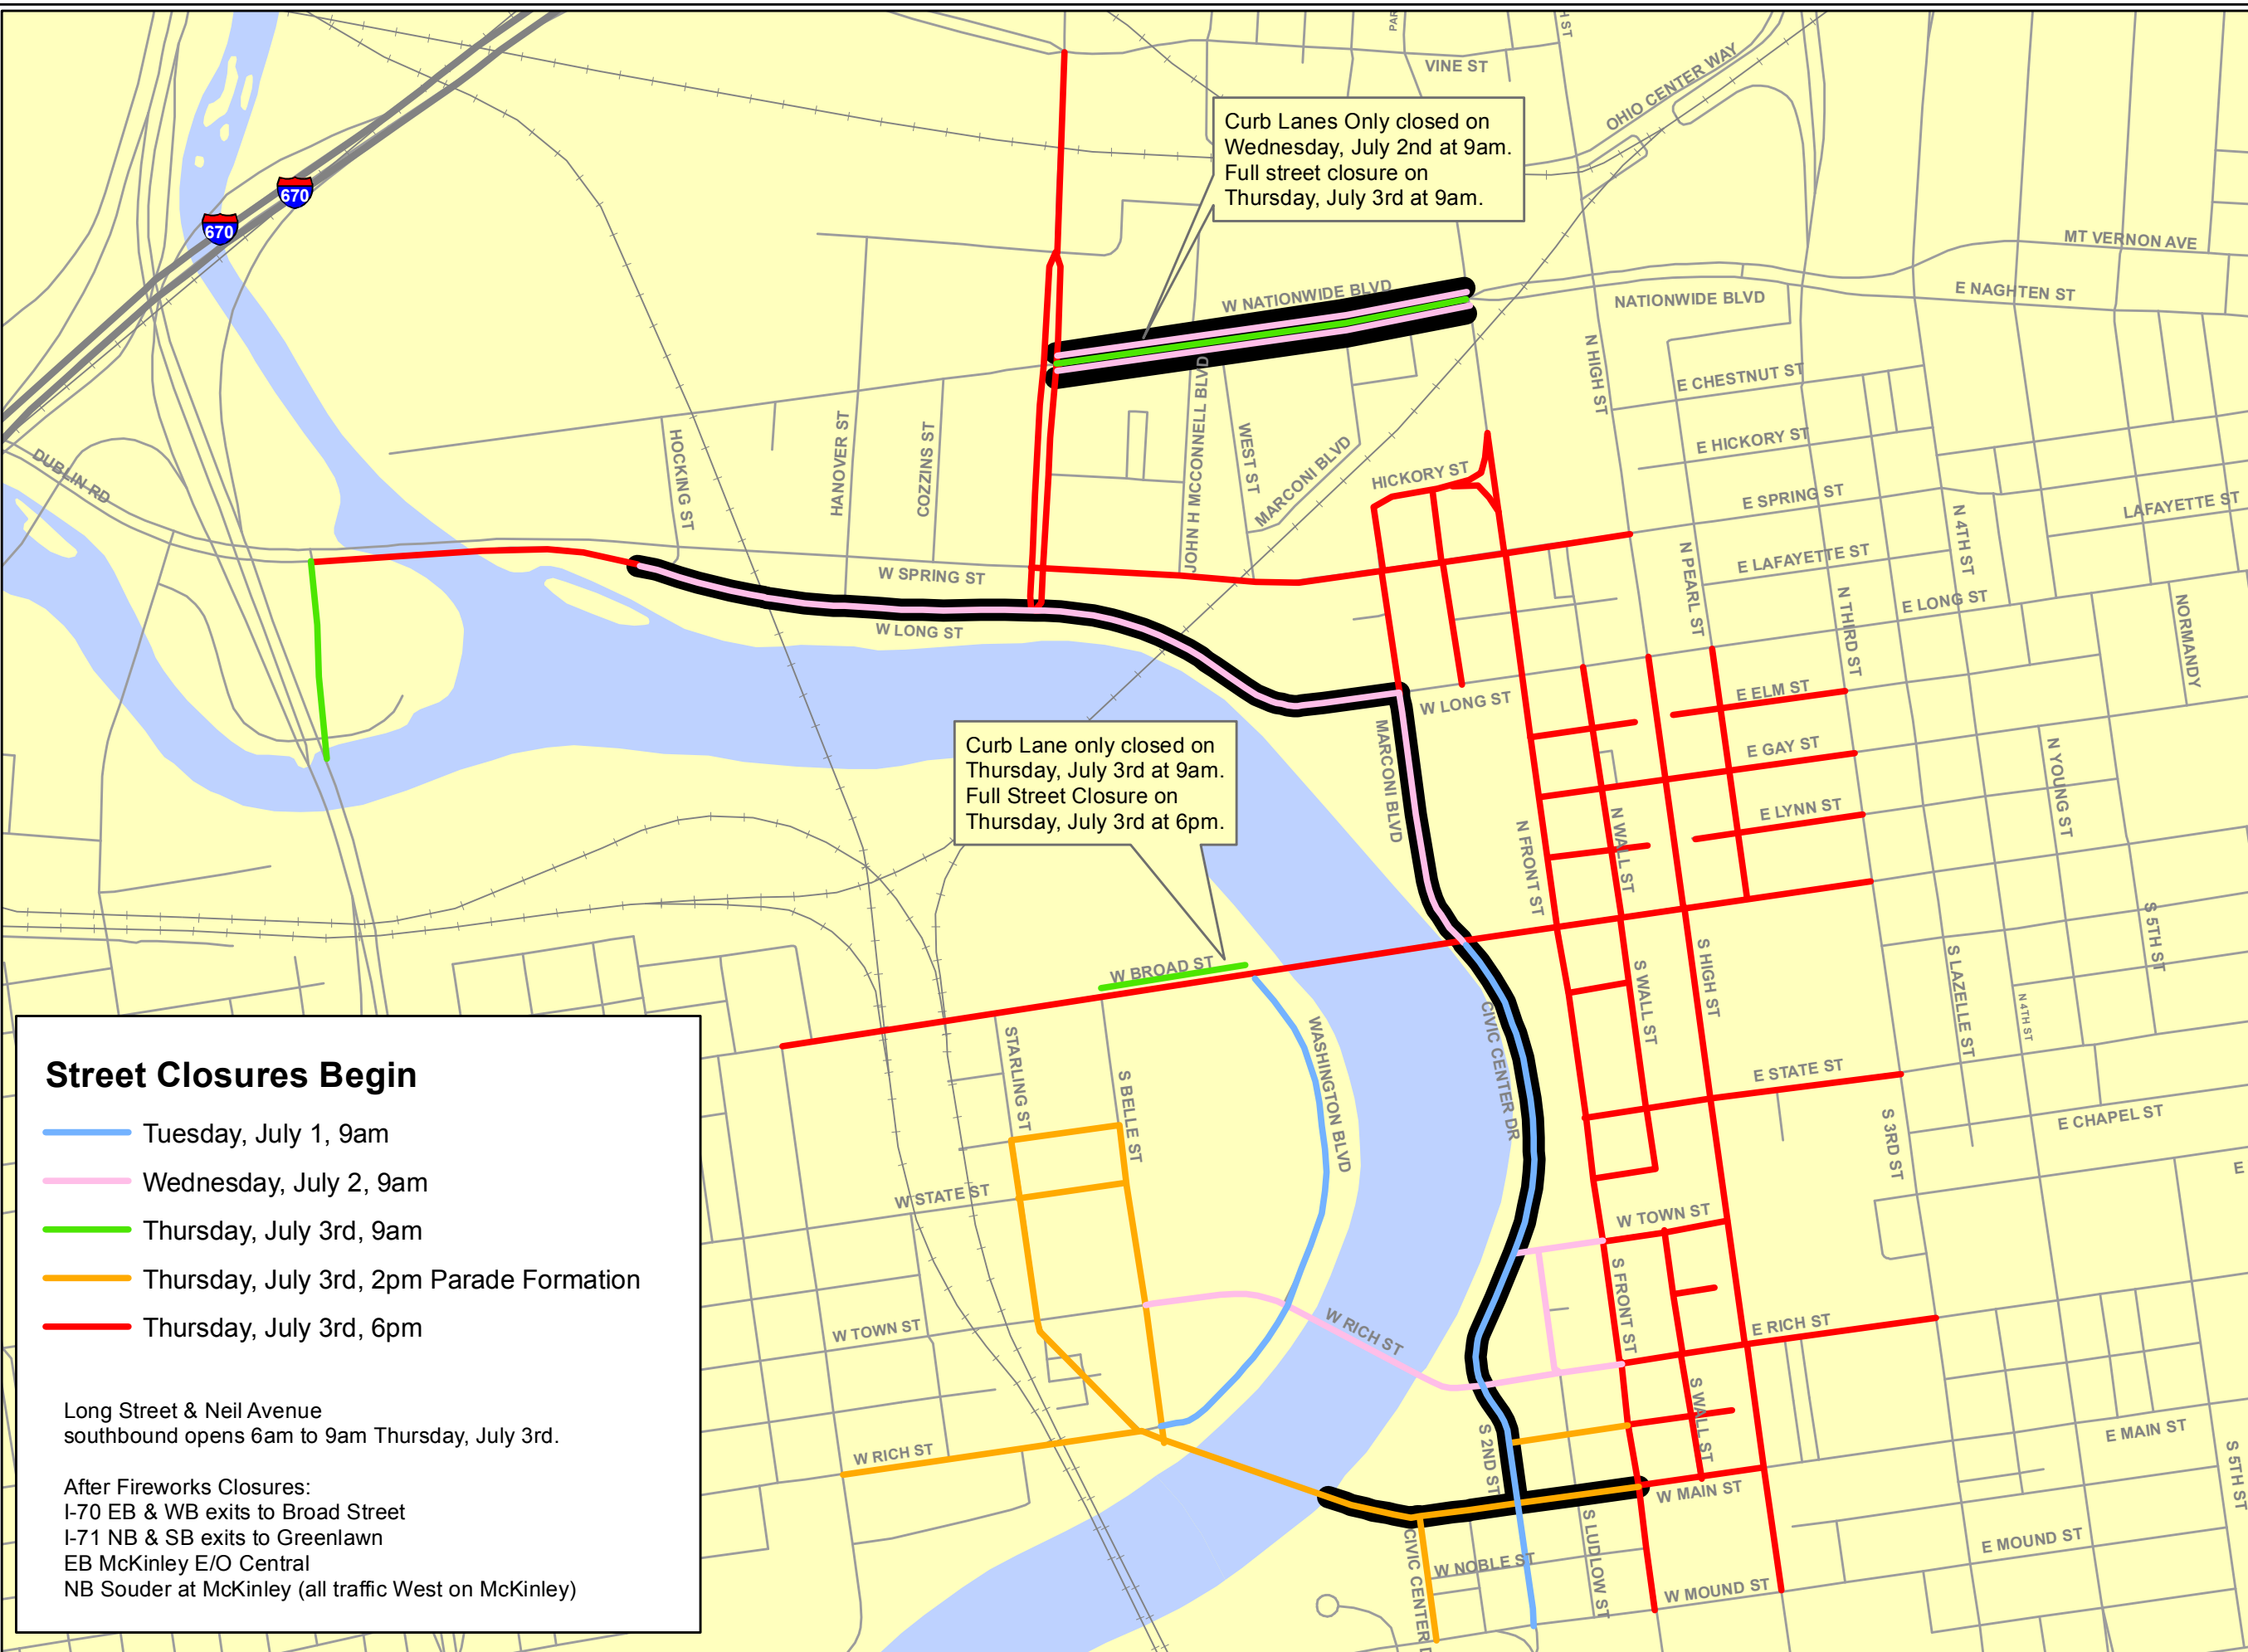 H ST
PAR
VINE ST
OHIO CENTER WAY
Curb Lanes Only closed on
Wednesday, July 2nd at 9am.
Full street closure on
Thursday, July 3rd at 9am.
670
670
MT VERNON AVE
W NATIONWIDE BLVD
NATIONWIDE BLVD
E NAGHTEN ST
N HIGH ST
E CHESTNUT ST
JOHN H MCCONNELL BLVD
WEST ST
MARCONI BLVD
HOCKING ST
HANOVER ST
COZZINS ST
DUBLIN RD
HICKORY ST
E HICKORY ST
E SPRING ST
LAFAYETTE ST
N 4TH ST
N PEARL ST
E LAFAYETTE ST
W SPRING ST
N THIRD ST
E LONG ST
NORMANDY
W LONG ST
W LONG ST
E ELM ST
MARCONI BLVD
Curb Lane only closed on
Thursday, July 3rd at 9am.
Full Street Closure on
Thursday, July 3rd at 6pm.
E GAY ST
N YOUNG ST
E LYNN ST
N FRONT ST
N WALL ST
S 5TH ST
W BROAD ST
S HIGH ST
S WALL ST
S LAZELLE ST
N 4TH ST
CIVIC CENTER DR
WASHINGTON BLVD
STARLING ST
S BELLE ST
E STATE ST
E CHAPEL ST
S 3RD ST
E
W STATE ST
W TOWN ST
S FRONT ST
W TOWN ST
W RICH ST
E RICH ST
S WALL ST
W RICH ST
S 2ND ST
E MAIN ST
S 5TH ST
W MAIN ST
CIVIC CENTER D
W NOBLE ST
S LUDLOW ST
E MOUND ST
W MOUND ST
Street Closures Begin
Tuesday, July 1, 9am
Wednesday, July 2, 9am
Thursday, July 3rd, 9am
Thursday, July 3rd, 2pm Parade Formation
Thursday, July 3rd, 6pm
Long Street & Neil Avenue
southbound opens 6am to 9am Thursday, July 3rd.
After Fireworks Closures:
I-70 EB & WB exits to Broad Street
I-71 NB & SB exits to Greenlawn
EB McKinley E/O Central
NB Souder at McKinley (all traffic West on McKinley)